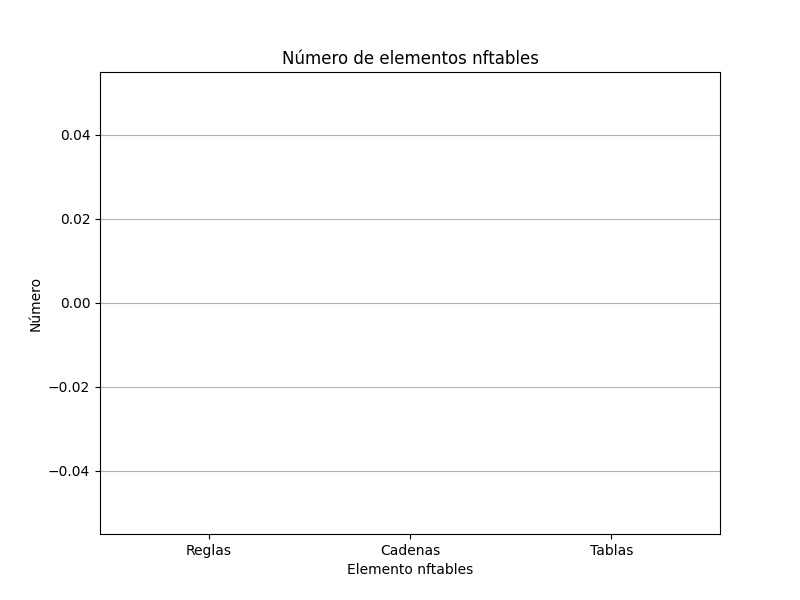 Número de elementos nftables
0.04
0.02
0.00
−0.02
−0.04
Número
Reglas Cadenas Tablas
Elemento nftables